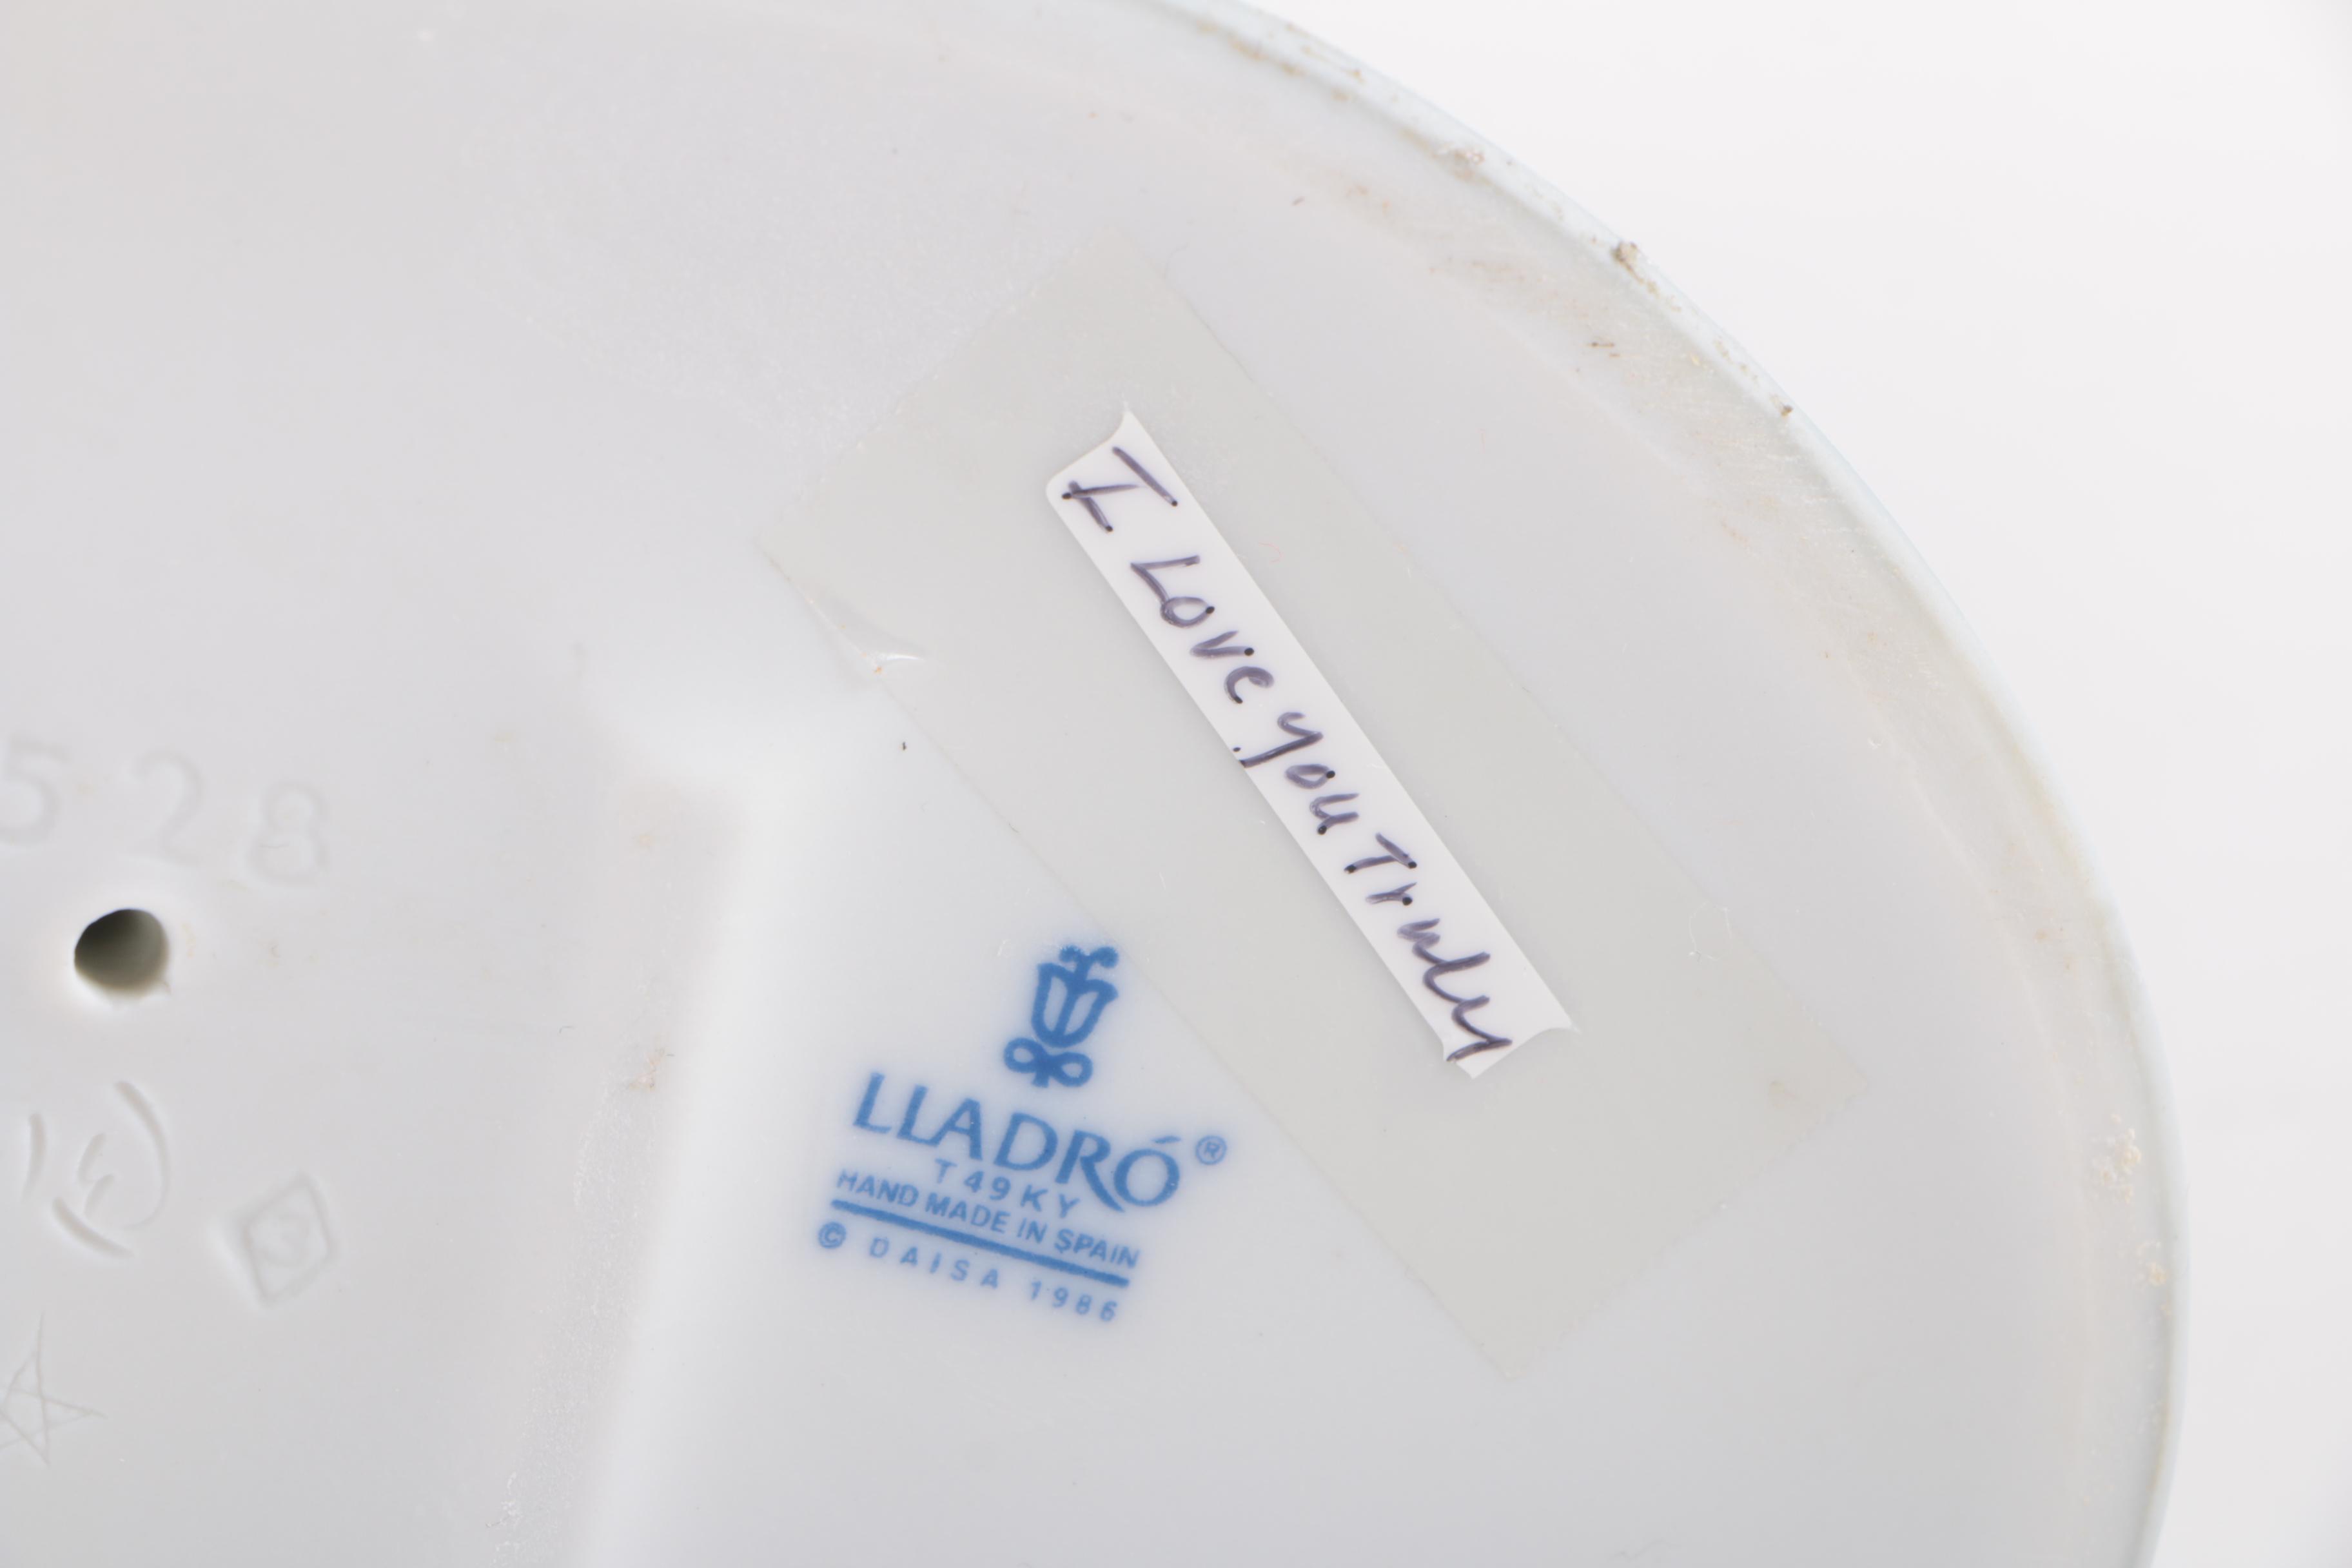 I Love you Truly
528
LLADRÓ®
T49KY
HAND MADE IN SPAIN
© DAISA 1986